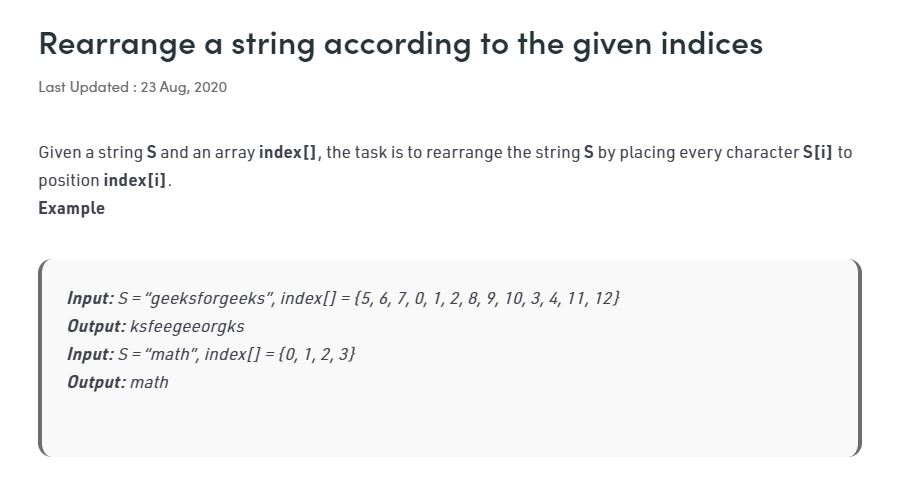 Rearrange a string according to the given indices
Last Updated : 23 Aug, 2020
Given a string S and an array index[], the task is to rearrange the string S by placing every character S[i] to
position index[i].
Example
Input: S = “geeksforgeeks”, index[] = {5, 6, 7, 0, 1, 2, 8, 9, 10, 3, 4, 11, 12}
Output: ksfeegeeorgks
Input: S = “math”, index[] = {0, 1, 2, 3}
Output: math